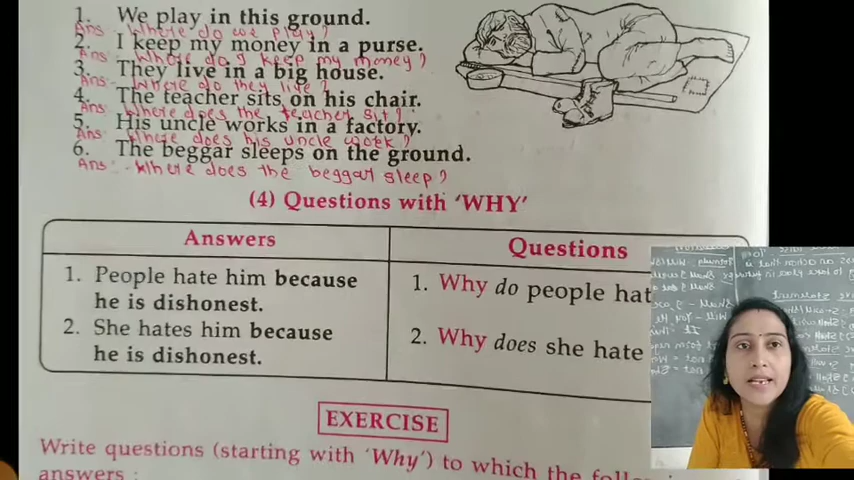 1. We play in this ground.
Ans Where do we play?
2. I keep my money in a purse.
Ans Where do I keep my money?
3. They live in a big house.
Ans Where do they live?
4. The teacher sits on his chair.
Ans Where does the teacher sit?
5. His uncle works in a factory.
Ans Where does his uncle work?
6. The beggar sleeps on the ground.
Ans Where does the beggar sleep?
(4) Questions with 'WHY'
Answers
Questions
1. People hate him because
he is dishonest.
1. Why do people hat
2. She hates him because
he is dishonest.
2. Why does she hate
EXERCISE
Write questions (starting with 'Why') to which the
answers :